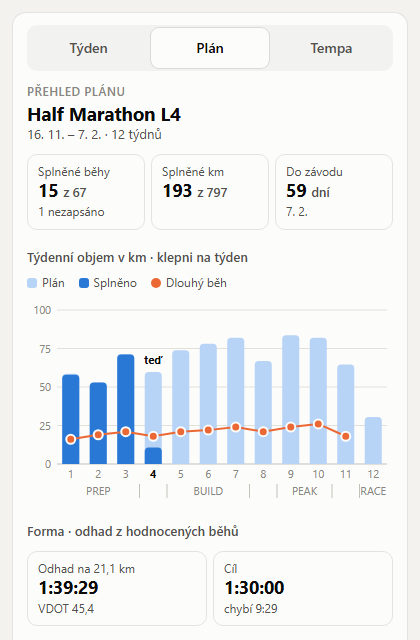 Týden Plán Tempa
PŘEHLED PLÁNU
Half Marathon L4
16. 11. – 7. 2. · 12 týdnů
Splněné běhy Splněné km Do závodu
15 z 67 193 z 797 59 dní
1 nezapsáno 7. 2.
Týdenní objem v km · klepni na týden
Plán Splněno Dlouhý běh
100
75
teď
50
25
0
1 2 3 4 5 6 7 8 9 10 11 12
PREP BUILD PEAK RACE
Forma · odhad z hodnocených běhů
Odhad na 21,1 km Cíl
1:39:29 1:30:00
VDOT 45,4 chybí 9:29